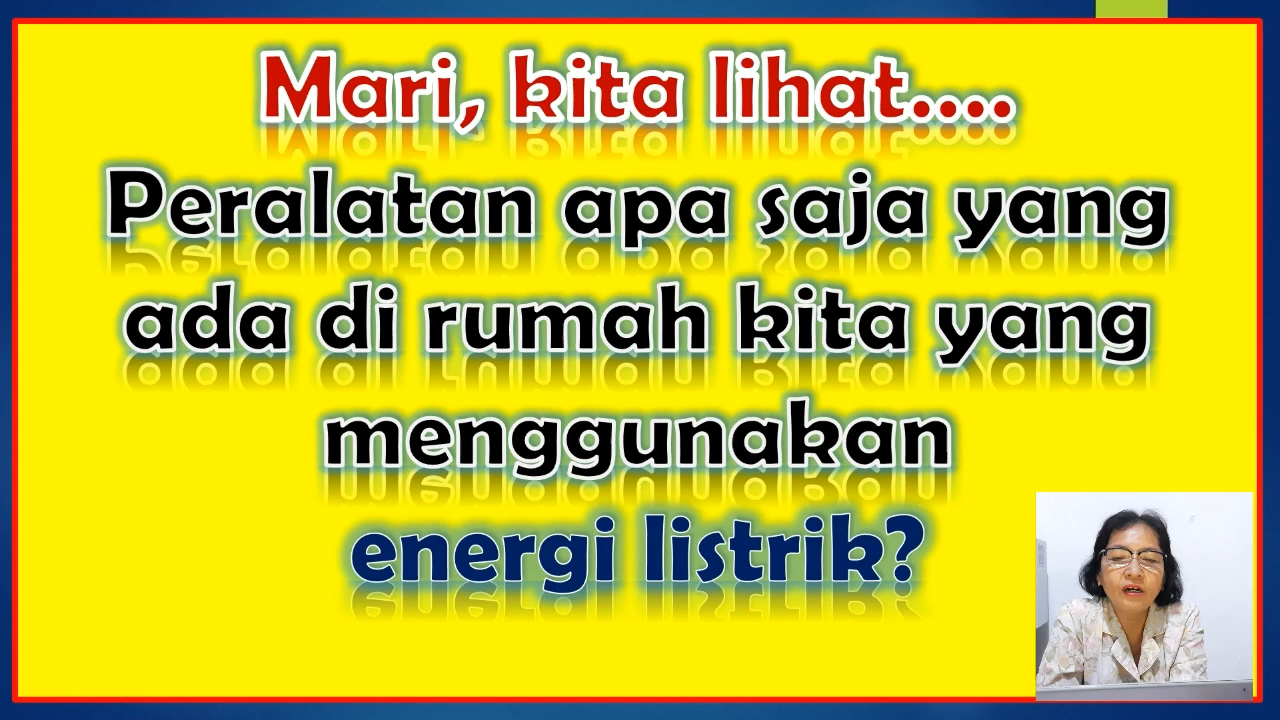 Mari, kita lihat....
Peralatan apa saja yang
ada di rumah kita yang
menggunakan
energi listrik?